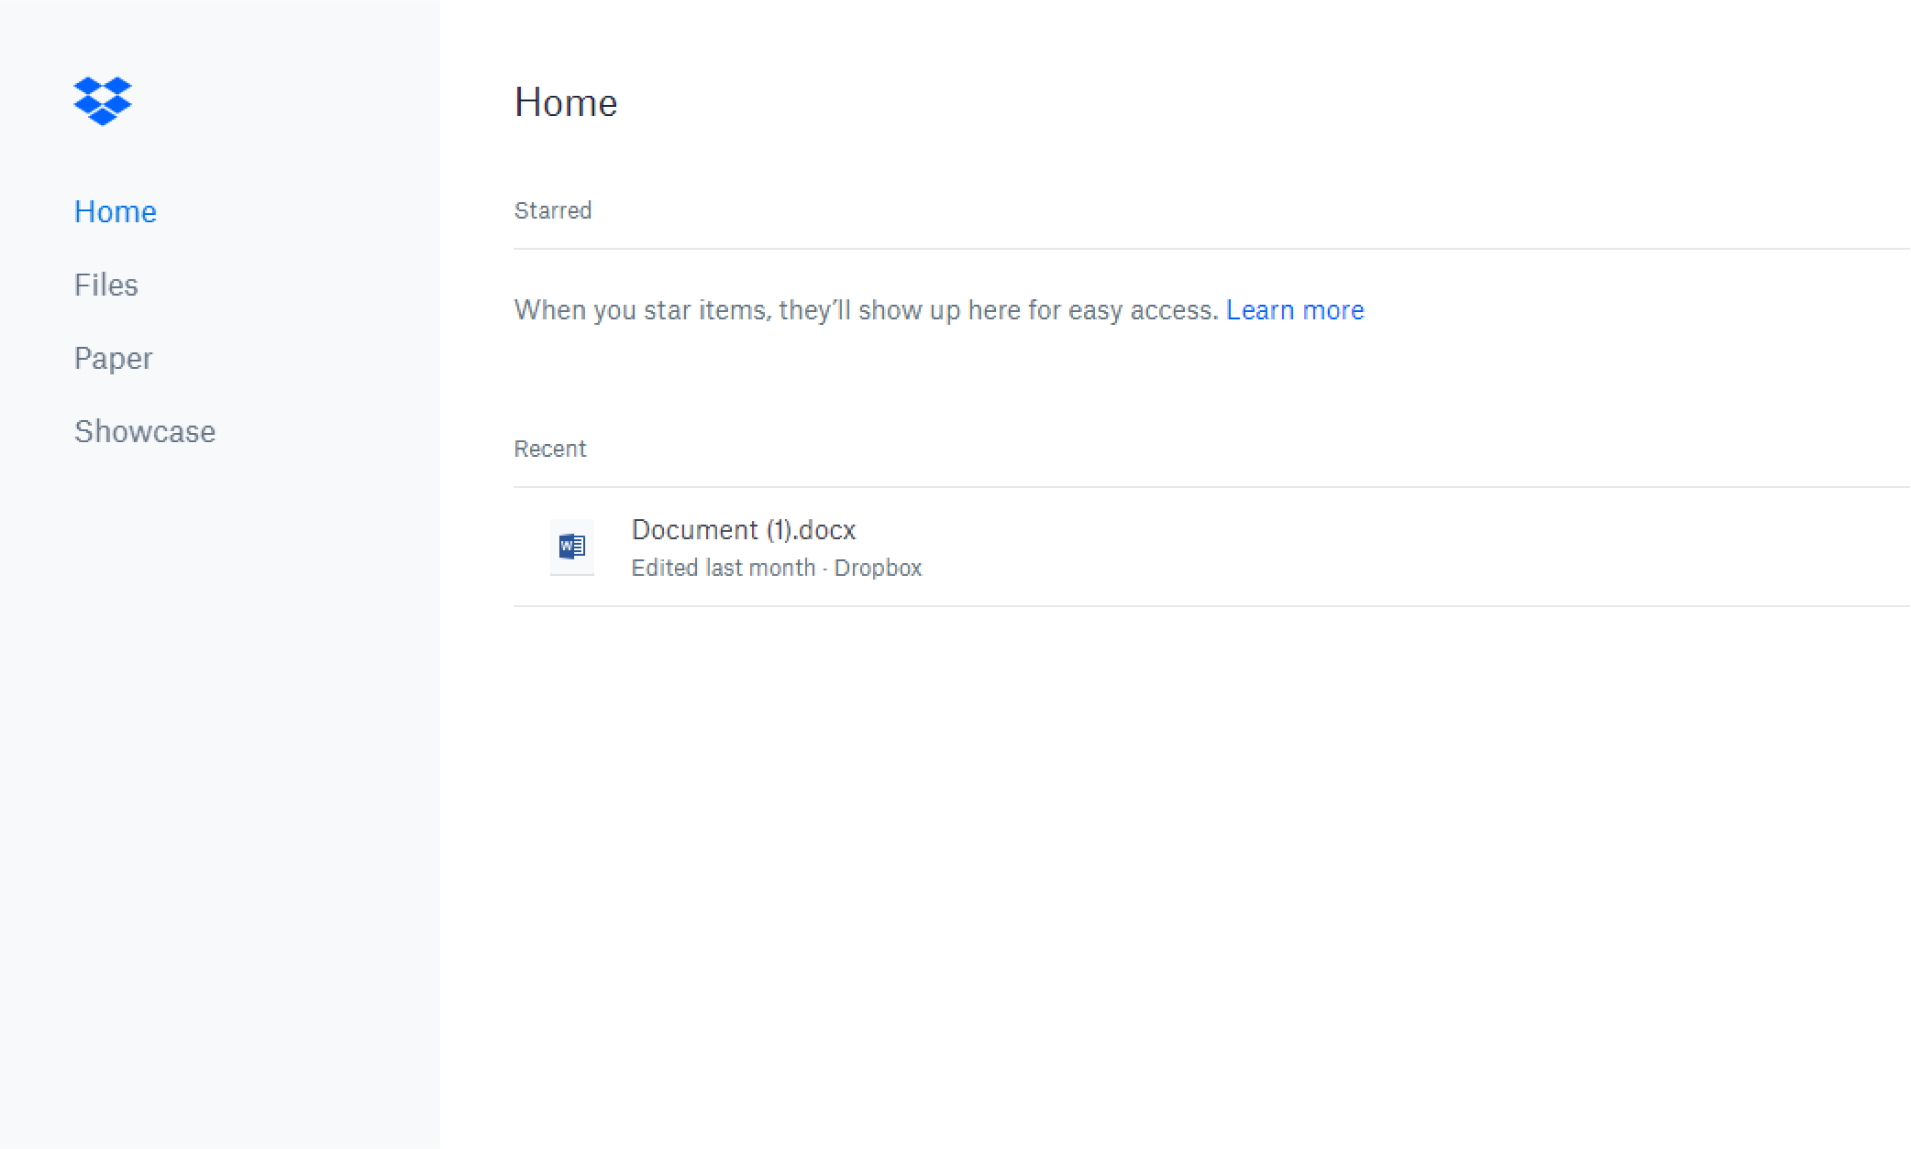 Home
Files
Paper
Showcase
Home
Starred
When you star items, they’ll show up here for easy access. Learn more
Recent
W
Document (1).docx
Edited last month · Dropbox